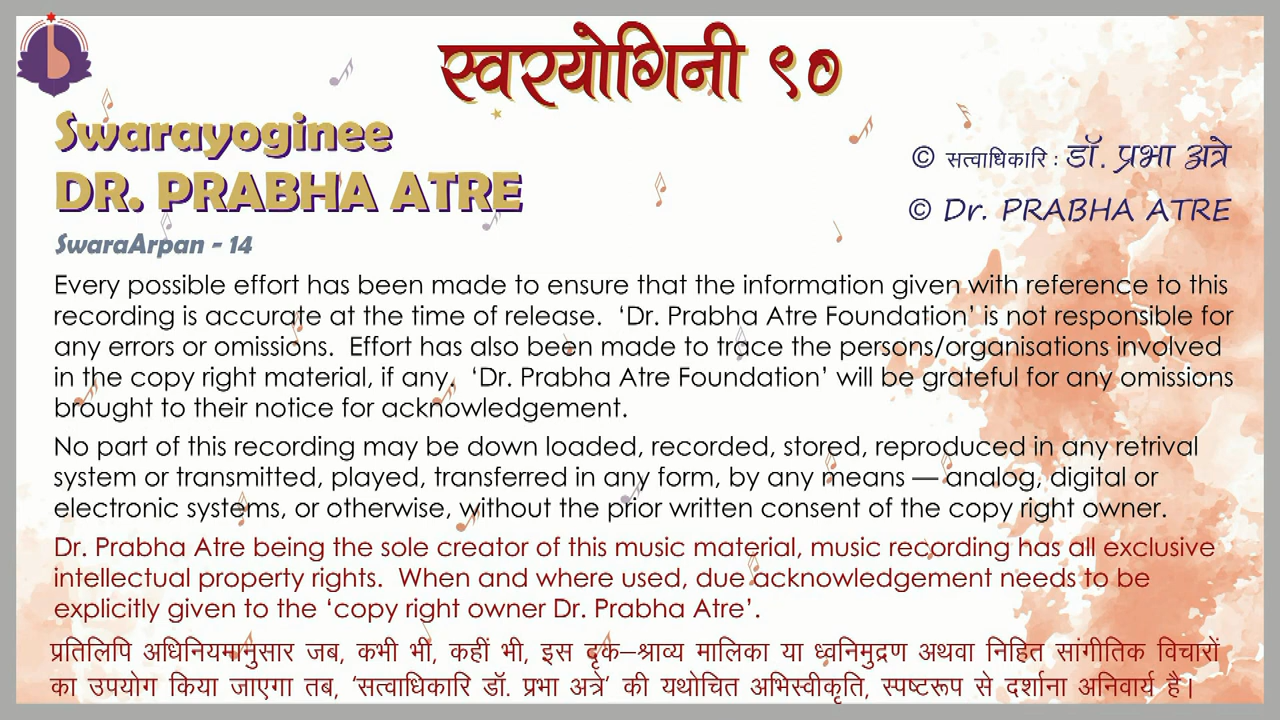 स्वरयोगिनी ९०
Swarayoginee
DR. PRABHA ATRE
SwaraArpan - 14
© सत्वाधिकारि : डॉ. प्रभा अत्रे
© Dr. PRABHA ATRE
Every possible effort has been made to ensure that the information given with reference to this
recording is accurate at the time of release.  ‘Dr. Prabha Atre Foundation’ is not responsible for
any errors or omissions.  Effort has also been made to trace the persons/organisations involved
in the copy right material, if any.  ‘Dr. Prabha Atre Foundation’ will be grateful for any omissions
brought to their notice for acknowledgement.
No part of this recording may be down loaded, recorded, stored, reproduced in any retrival
system or transmitted, played, transferred in any form, by any means — analog, digital or
electronic systems, or otherwise, without the prior written consent of the copy right owner.
Dr. Prabha Atre being the sole creator of this music material, music recording has all exclusive
intellectual property rights.  When and where used, due acknowledgement needs to be
explicitly given to the ‘copy right owner Dr. Prabha Atre’.
प्रतिलिपि अधिनियमानुसार जब, कभी भी, कहीं भी, इस दृक–श्राव्य मालिका या ध्वनिमुद्रण अथवा निहित सांगीतिक विचारों
का उपयोग किया जाएगा तब, ‘सत्वाधिकारि डॉ. प्रभा अत्रे’ की यथोचित अभिस्वीकृति, स्पष्टरूप से दर्शाना अनिवार्य है।